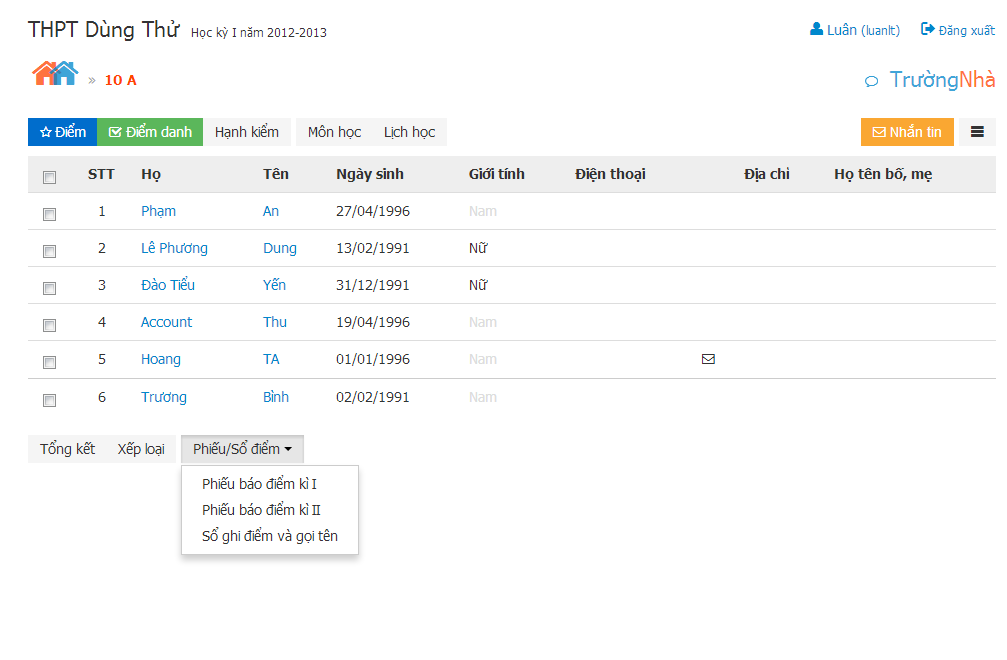 THPT Dùng Thử Học kỳ I năm 2012-2013 Luân (luanlt) Đăng xuất
» 10 A TrườngNhà
Điểm Điểm danh Hạnh kiểm Môn học Lịch học Nhắn tin
STT Họ Tên Ngày sinh Giới tính Điện thoại Địa chỉ Họ tên bố, mẹ
1 Phạm An 27/04/1996 Nam
2 Lê Phương Dung 13/02/1991 Nữ
3 Đào Tiểu Yến 31/12/1991 Nữ
4 Account Thu 19/04/1996 Nam
5 Hoang TA 01/01/1996 Nam
6 Trương Bình 02/02/1991 Nam
Tổng kết Xếp loại Phiếu/Sổ điểm
Phiếu báo điểm kì I
Phiếu báo điểm kì II
Sổ ghi điểm và gọi tên